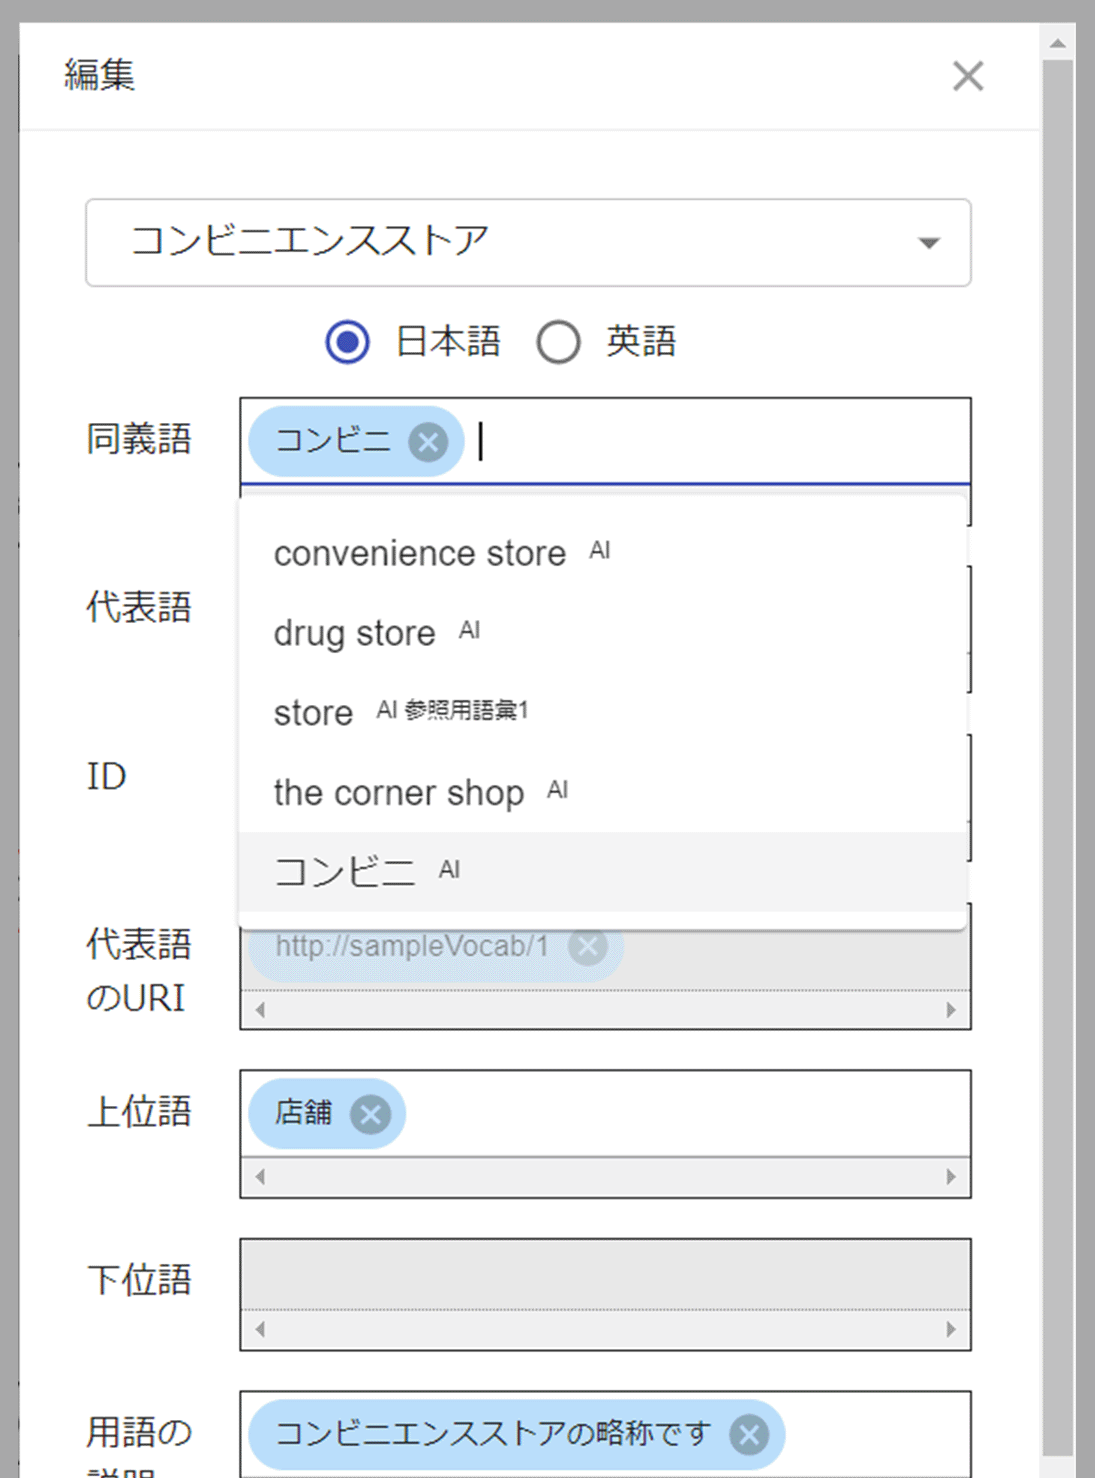 編集
コンビニエンスストア
日本語 英語
同義語 コンビニ
convenience store AI
代表語
drug store AI
store AI 参照用語彙1
ID
the corner shop AI
コンビニ AI
代表語
のURI
http://sampleVocab/1
上位語 店舗
下位語
用語の
コンビニエンスストアの略称です